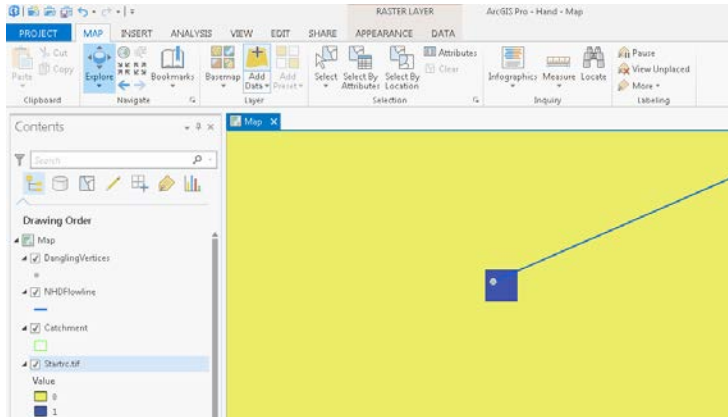 RASTER LAYER
ArcGIS Pro - Hand - Map
PROJECT MAP INSERT ANALYSIS VIEW EDIT SHARE APPEARANCE DATA
Paste
Cut
Copy
Clipboard
Explore
Bookmarks
Navigate
Basemap
Add Data
Add Preset
Layer
Select
Select By Attributes
Select By Location
Attributes
Clear
Selection
Infographics
Measure
Locate
Inquiry
Pause
View Unplaced
More
Labeling
Contents
Search
Map
Drawing Order
Map
DanglingVertices
NHDFlowline
Catchment
Startrc.tif
Value
0
1